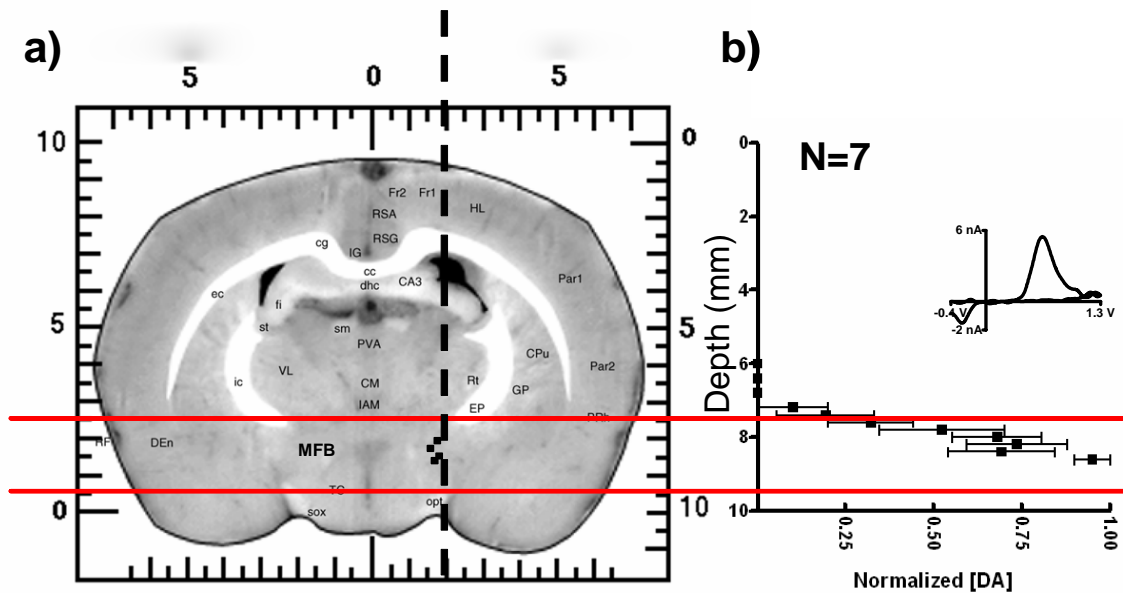 a)
5 0 5
10
0
Fr2 Fr1
RSA
HL
cg
RSG
IG
cc
dhc
CA3
Par1
ec
fi
5
st
sm
5
PVA
CPu
VL
Par2
ic
CM
Rt
GP
IAM
EP
DEn
MFB
opt
0
sox
10
b)
N=7
0
2
4
6
8
10
Depth (mm)
6 nA
-0.4 V
1.3 V
-2 nA
0.25
0.50
0.75
1.00
Normalized [DA]